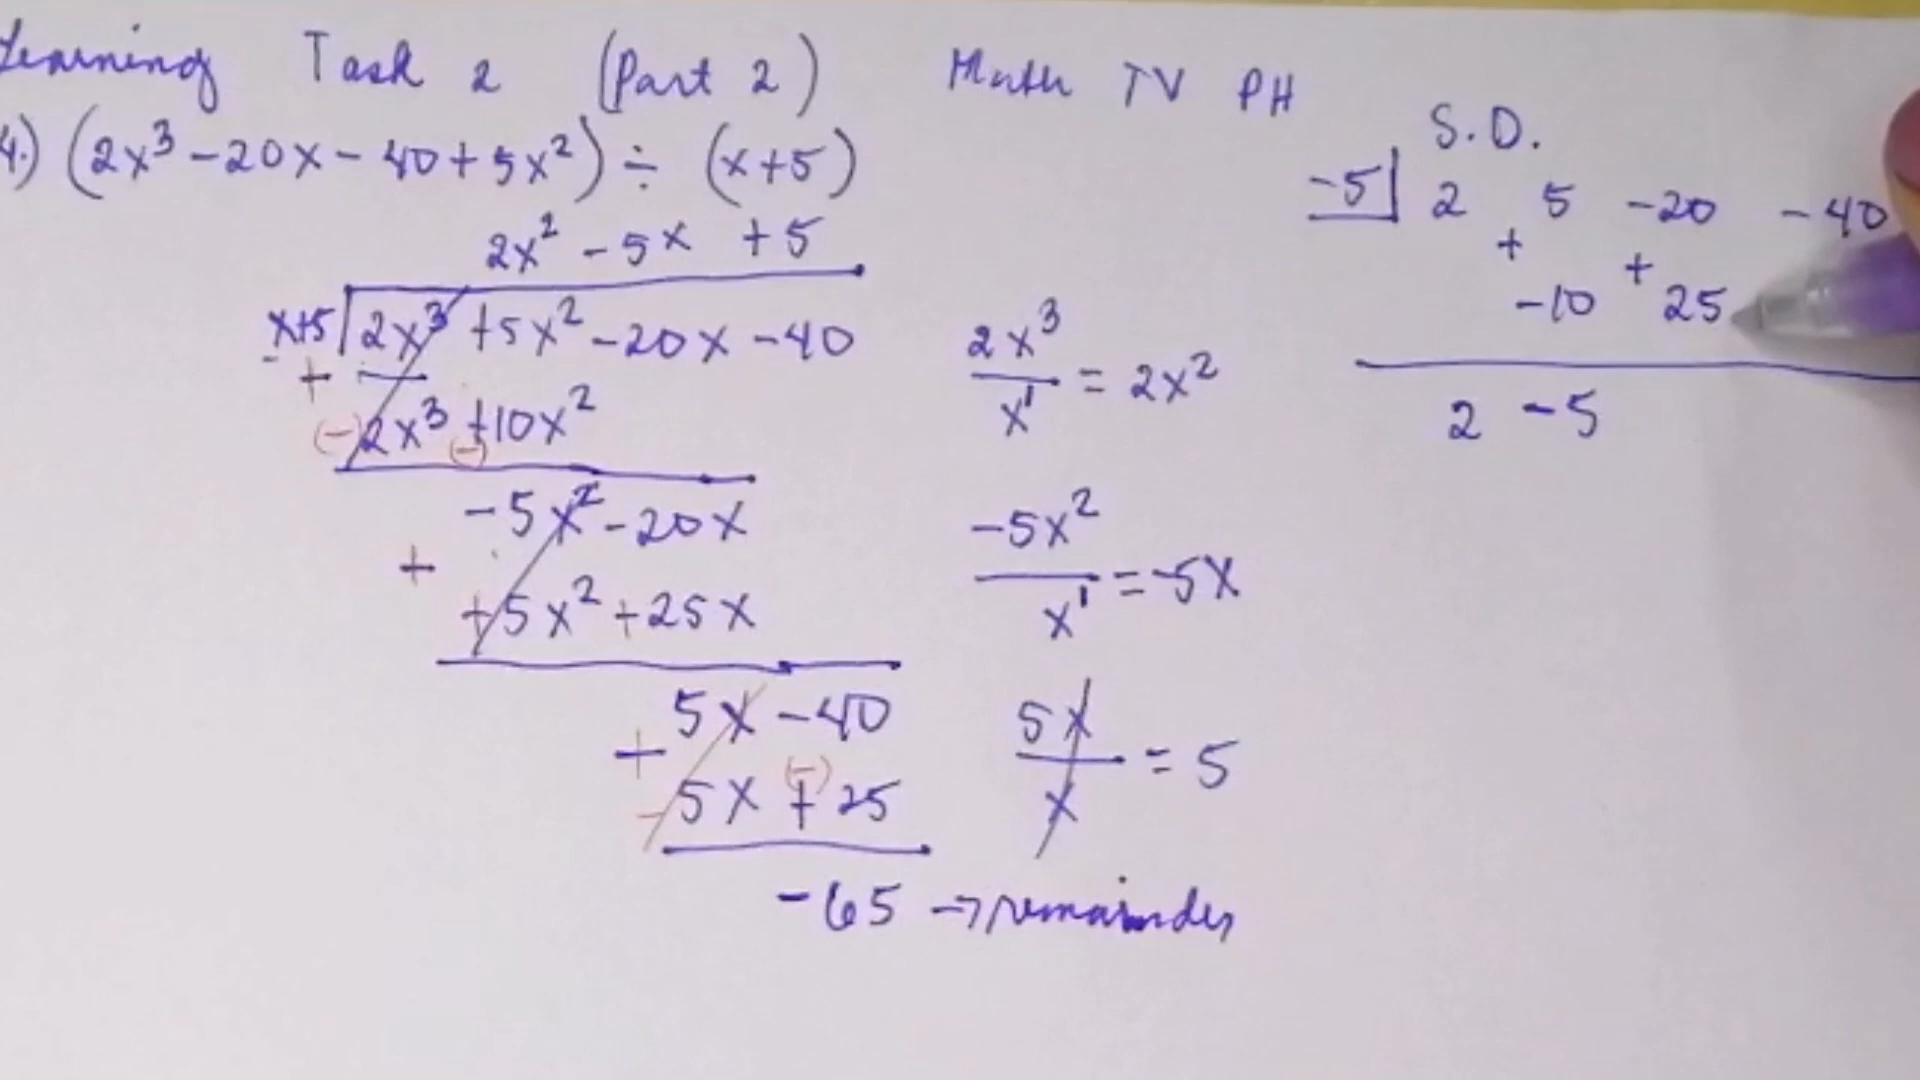 Learning Task 2 (Part 2) Math TV PH
4.) (2x³ - 20x - 40 + 5x²) ÷ (x+5)
2x² - 5x + 5
x+5 2x³ + 5x² - 20x - 40
+
(-) 2x³ + 10x²
(-)
-5x² - 20x
+
+5x² + 25x
5x - 40
+
(-)
- 5x + 25
-65 → remainder
2x³
— = 2x²
x¹
-5x²
— = -5x
x¹
5x
— = 5
x
S.D.
-5| 2 5 -20 -40
+ +
-10 25
2 -5